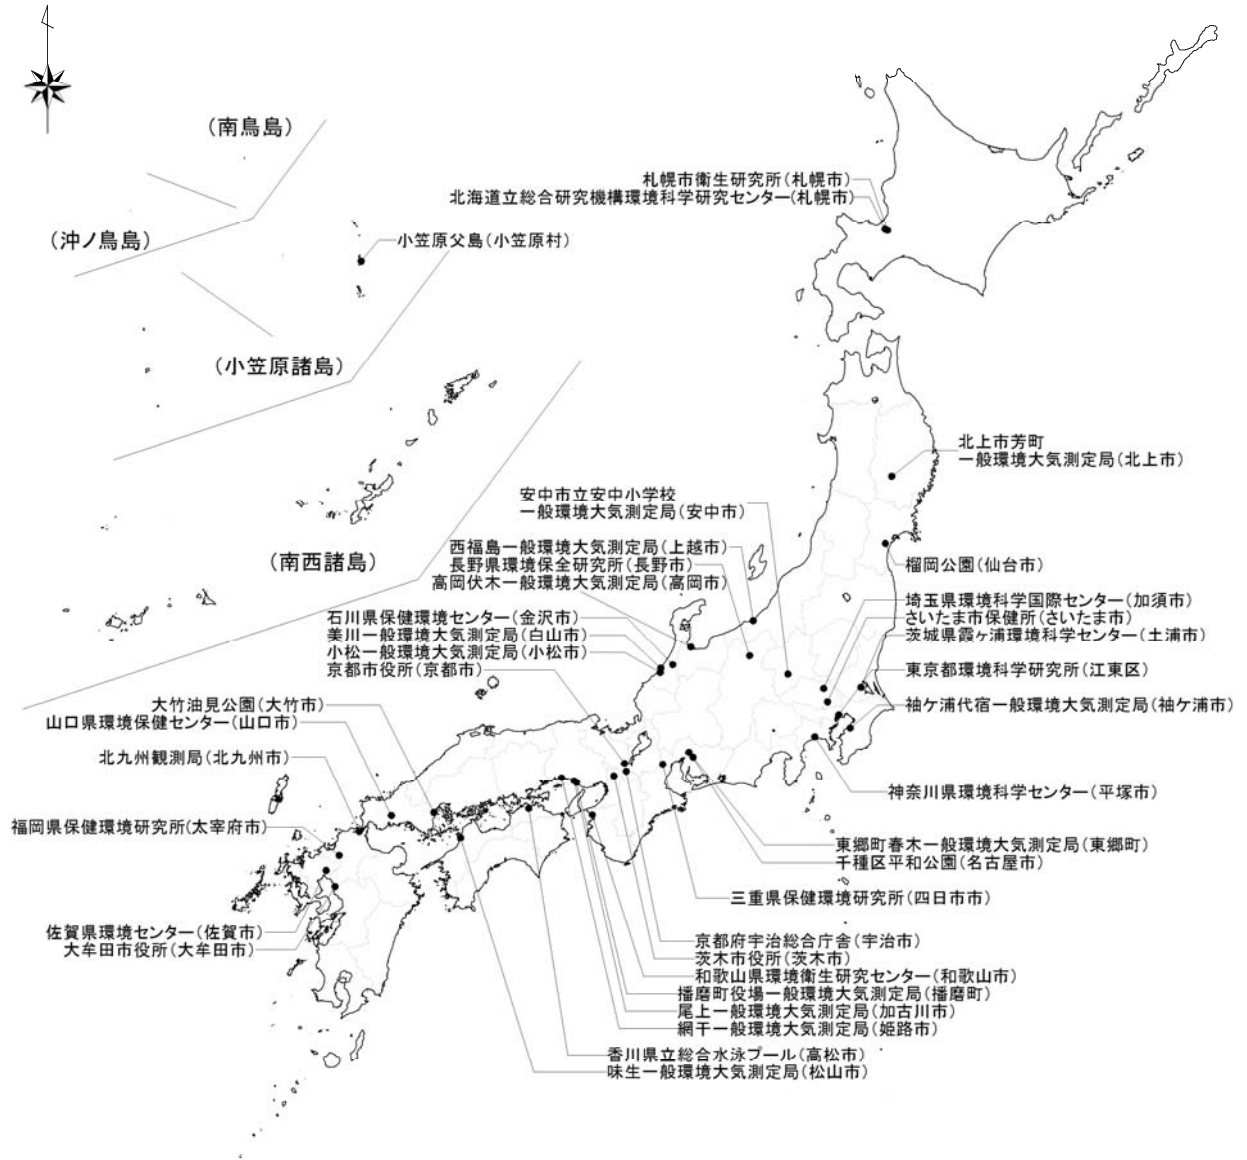 (南鳥島)
札幌市衛生研究所(札幌市)
北海道立総合研究機構環境科学研究センター(札幌市)
(沖ノ鳥島)
小笠原父島(小笠原村)
(小笠原諸島)
北上市芳町
一般環境大気測定局(北上市)
安中市立安中小学校
一般環境大気測定局(安中市)
(南西諸島)
西福島一般環境大気測定局(上越市)
長野県環境保全研究所(長野市)
高岡伏木一般環境大気測定局(高岡市)
榴岡公園(仙台市)
埼玉県環境科学国際センター(加須市)
さいたま市保健所(さいたま市)
茨城県霞ヶ浦環境科学センター(土浦市)
石川県保健環境センター(金沢市)
美川一般環境大気測定局(白山市)
小松一般環境大気測定局(小松市)
京都市役所(京都市)
東京都環境科学研究所(江東区)
袖ケ浦代宿一般環境大気測定局(袖ケ浦市)
大竹油見公園(大竹市)
山口県環境保健センター(山口市)
北九州観測局(北九州市)
神奈川県環境科学センター(平塚市)
福岡県保健環境研究所(太宰府市)
東郷町春木一般環境大気測定局(東郷町)
千種区平和公園(名古屋市)
三重県保健環境研究所(四日市市)
佐賀県環境センター(佐賀市)
大牟田市役所(大牟田市)
京都府宇治総合庁舎(宇治市)
茨木市役所(茨木市)
和歌山県環境衛生研究センター(和歌山市)
播磨町役場一般環境大気測定局(播磨町)
尾上一般環境大気測定局(加古川市)
網干一般環境大気測定局(姫路市)
香川県立総合水泳プール(高松市)
味生一般環境大気測定局(松山市)